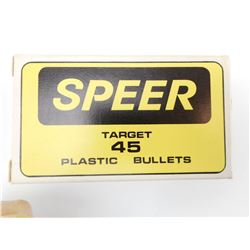 SPEER
TARGET
45
PLASTIC BULLETS